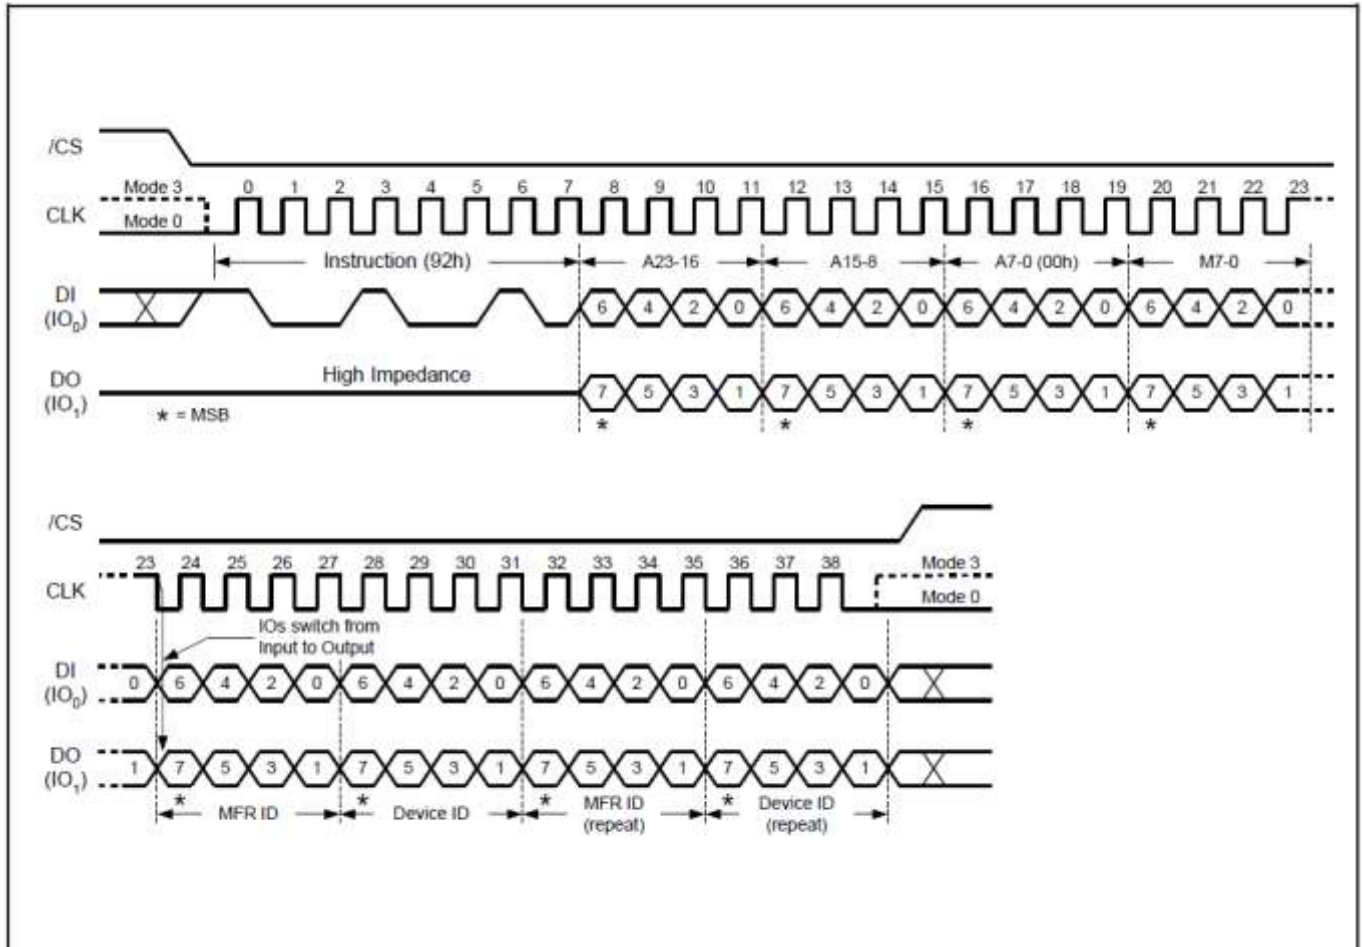 /CS
Mode 3 0 1 2 3 4 5 6 7 8 9 10 11 12 13 14 15 16 17 18 19 20 21 22 23
CLK
Mode 0
Instruction (92h) A23-16 A15-8 A7-0 (00h) M7-0
DI
(IO0)
6 4 2 0 6 4 2 0 6 4 2 0 6 4 2 0
High Impedance
DO
(IO1)
7 5 3 1 7 5 3 1 7 5 3 1 7 5 3 1
* = MSB
* * * *
/CS
23 24 25 26 27 28 29 30 31 32 33 34 35 36 37 38 Mode 3
CLK
Mode 0
IOs switch from
Input to Output
DI
(IO0)
0 6 4 2 0 6 4 2 0 6 4 2 0 6 4 2 0
DO
(IO1)
1 7 5 3 1 7 5 3 1 7 5 3 1 7 5 3 1
* * * *
MFR ID Device ID MFR ID
(repeat)
Device ID
(repeat)